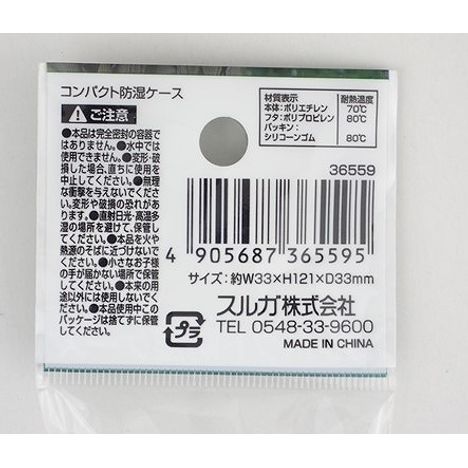 コンパクト防湿ケース
ご注意
●本品は完全密封の容器で
はありません。●水中では
使用できません。●変形・破
損した場合、直ちに使用を
中止してください。●無理
な衝撃を与えないでくださ
い。変形や破損の恐れが
あります。●直射日光・高温多
湿の場所を避けて、保管し
てください。●本品を火や
熱源のそばに近づけないで
ください。●小さなお子様
の手が届かない場所で保管
してください。●本来の用
途以外には使用しないでく
ださい。●本品使用中こ
のパッケージは捨てずに保管し
てください。
材質表示 耐熱温度
本体:ポリエチレン 70℃
フタ:ポリプロピレン 80℃
パッキン:
シリコーンゴム 80℃
36559
4 905687 365595
サイズ:約W33×H121×D33mm
スルガ株式会社
TEL 0548-33-9600
MADE IN CHINA
プラ